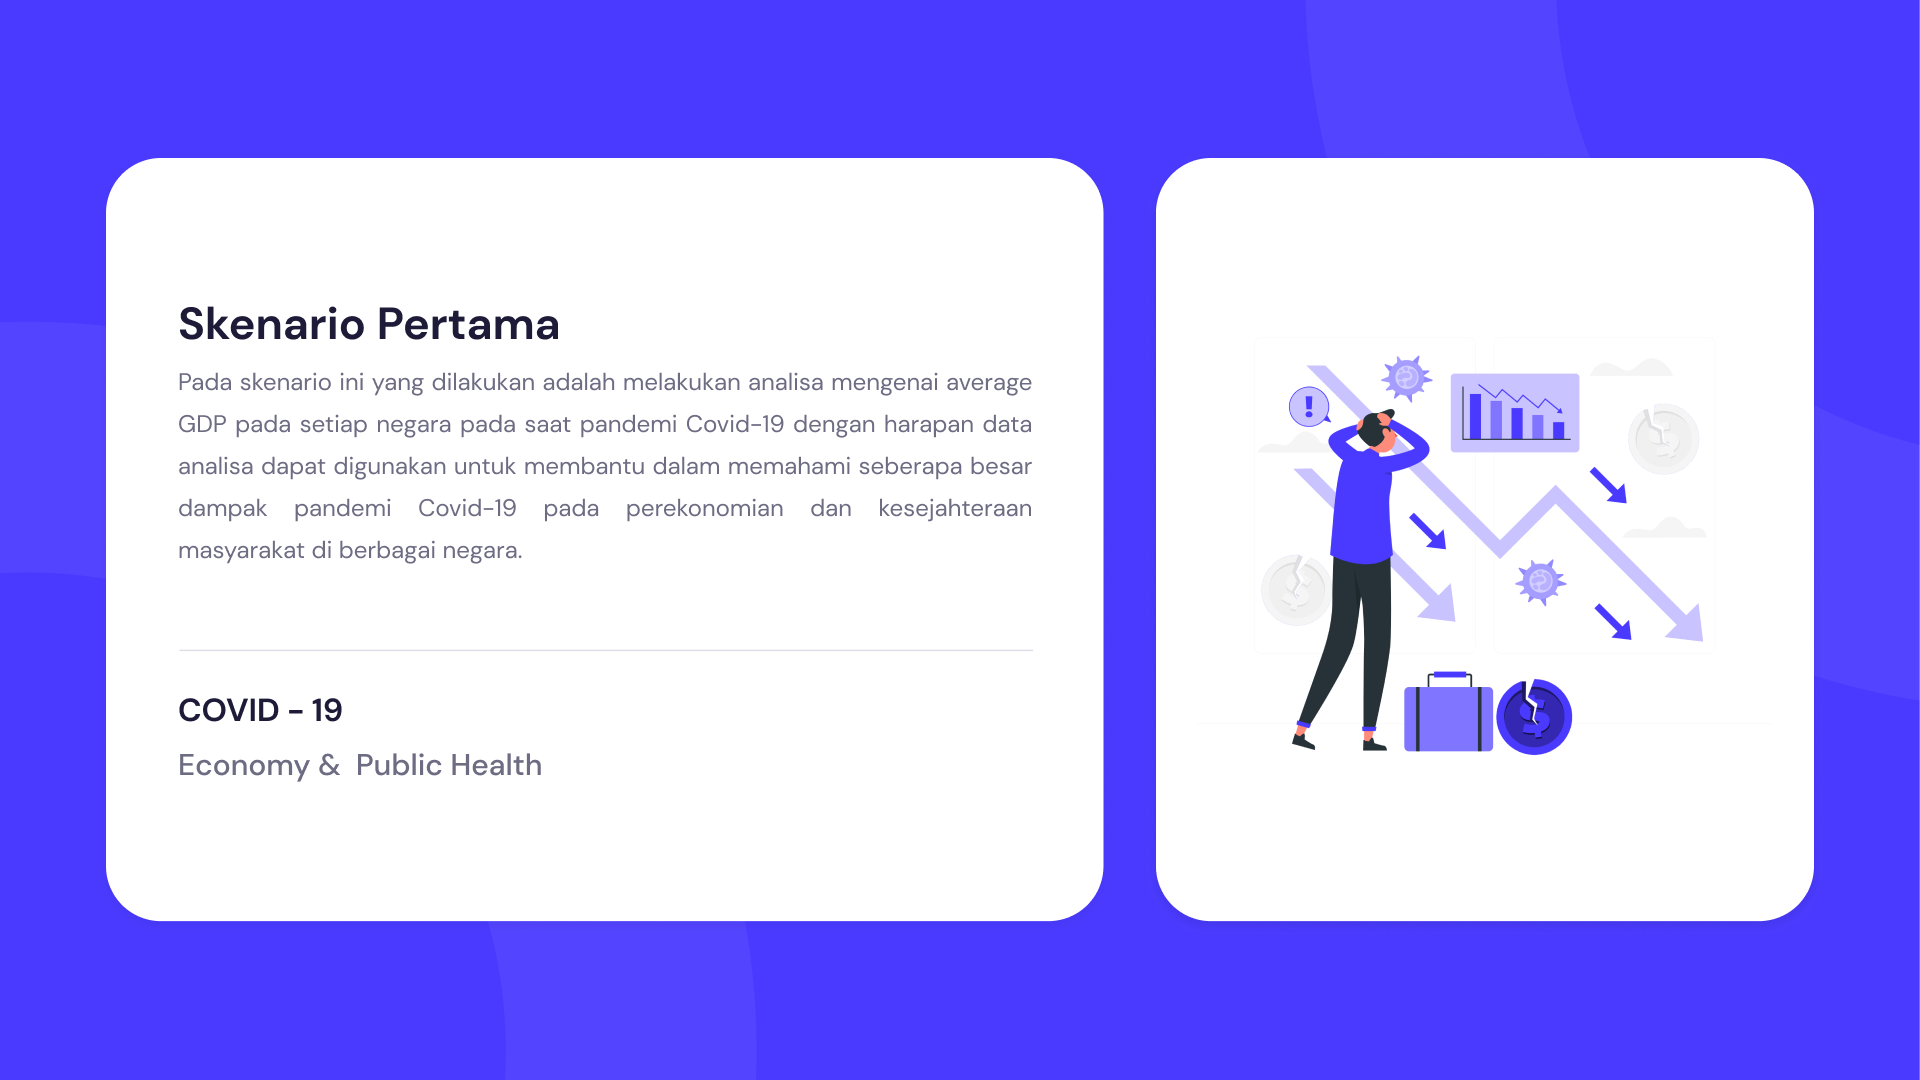 Skenario Pertama
Pada skenario ini yang dilakukan adalah melakukan analisa mengenai average
GDP pada setiap negara pada saat pandemi Covid-19 dengan harapan data
analisa dapat digunakan untuk membantu dalam memahami seberapa besar
dampak pandemi Covid-19 pada perekonomian dan kesejahteraan
masyarakat di berbagai negara.
COVID - 19
Economy & Public Health
!
$
$
$